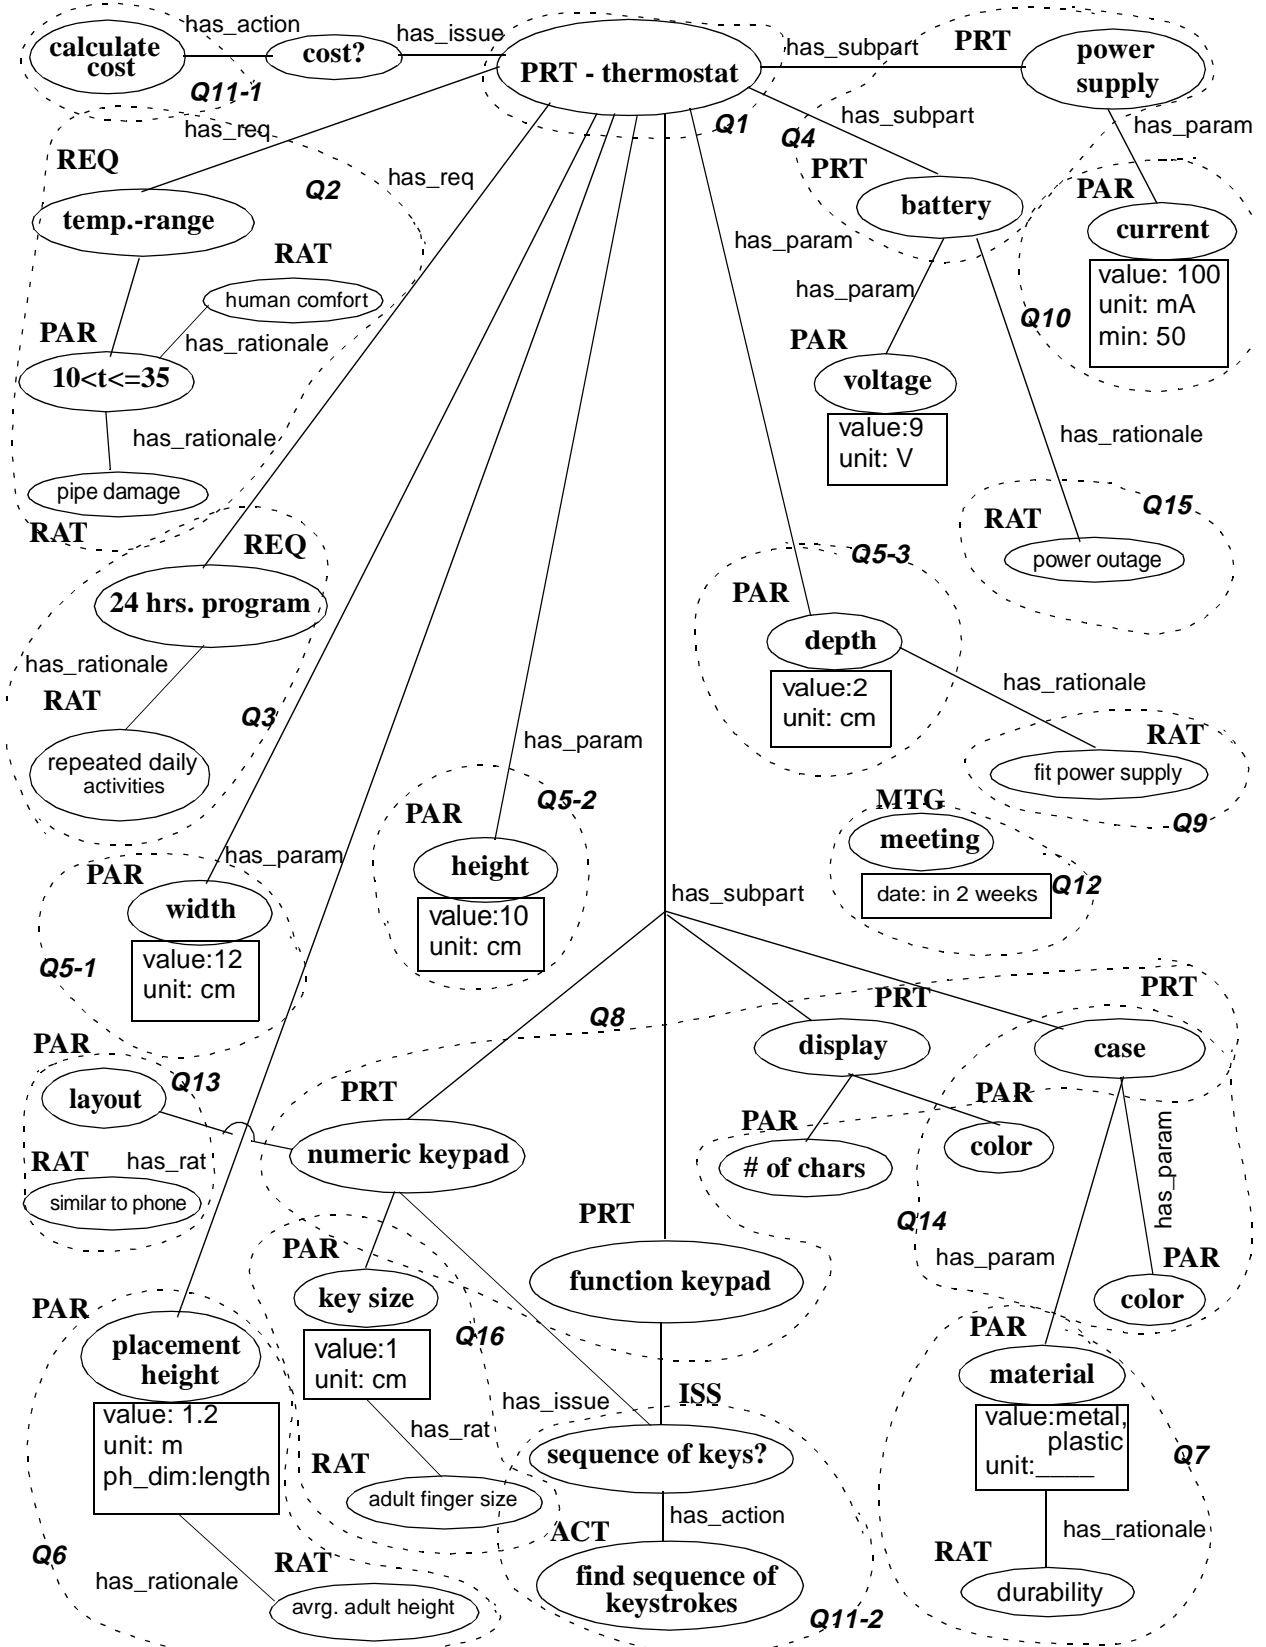 has_action
calculate
cost
cost?
has_issue
PRT - thermostat
has_subpart
PRT
power
supply
Q11-1
has_req
Q1
Q4
has_subpart
has_param
REQ
Q2
has_req
PRT
PAR
temp.-range
battery
current
RAT
has_param
value: 100
unit: mA
min: 50
human comfort
has_param
Q10
PAR
has_rationale
PAR
10<t<=35
voltage
value:9
unit: V
has_rationale
has_rationale
pipe damage
RAT
Q15
RAT
REQ
Q5-3
power outage
24 hrs. program
PAR
depth
has_rationale
RAT
Q3
value:2
unit: cm
has_rationale
has_param
RAT
repeated daily
activities
fit power supply
PAR
Q5-2
MTG
meeting
Q9
has_param
PAR
height
date: in 2 weeks
Q12
width
value:10
unit: cm
has_subpart
Q5-1
value:12
unit: cm
Q8
PRT
PRT
PAR
display
case
layout
Q13
PRT
PAR
PAR
color
has_param
RAT
has_rat
numeric keypad
# of chars
similar to phone
PRT
Q14
PAR
has_param
PAR
key size
function keypad
color
PAR
placement
height
Q16
value:1
unit: cm
PAR
material
value: 1.2
unit: m
ph_dim:length
has_issue
ISS
value:metal,
plastic
unit:____
Q7
has_rat
sequence of keys?
RAT
adult finger size
has_action
ACT
has_rationale
Q6
RAT
RAT
has_rationale
find sequence of
keystrokes
durability
avrg. adult height
Q11-2